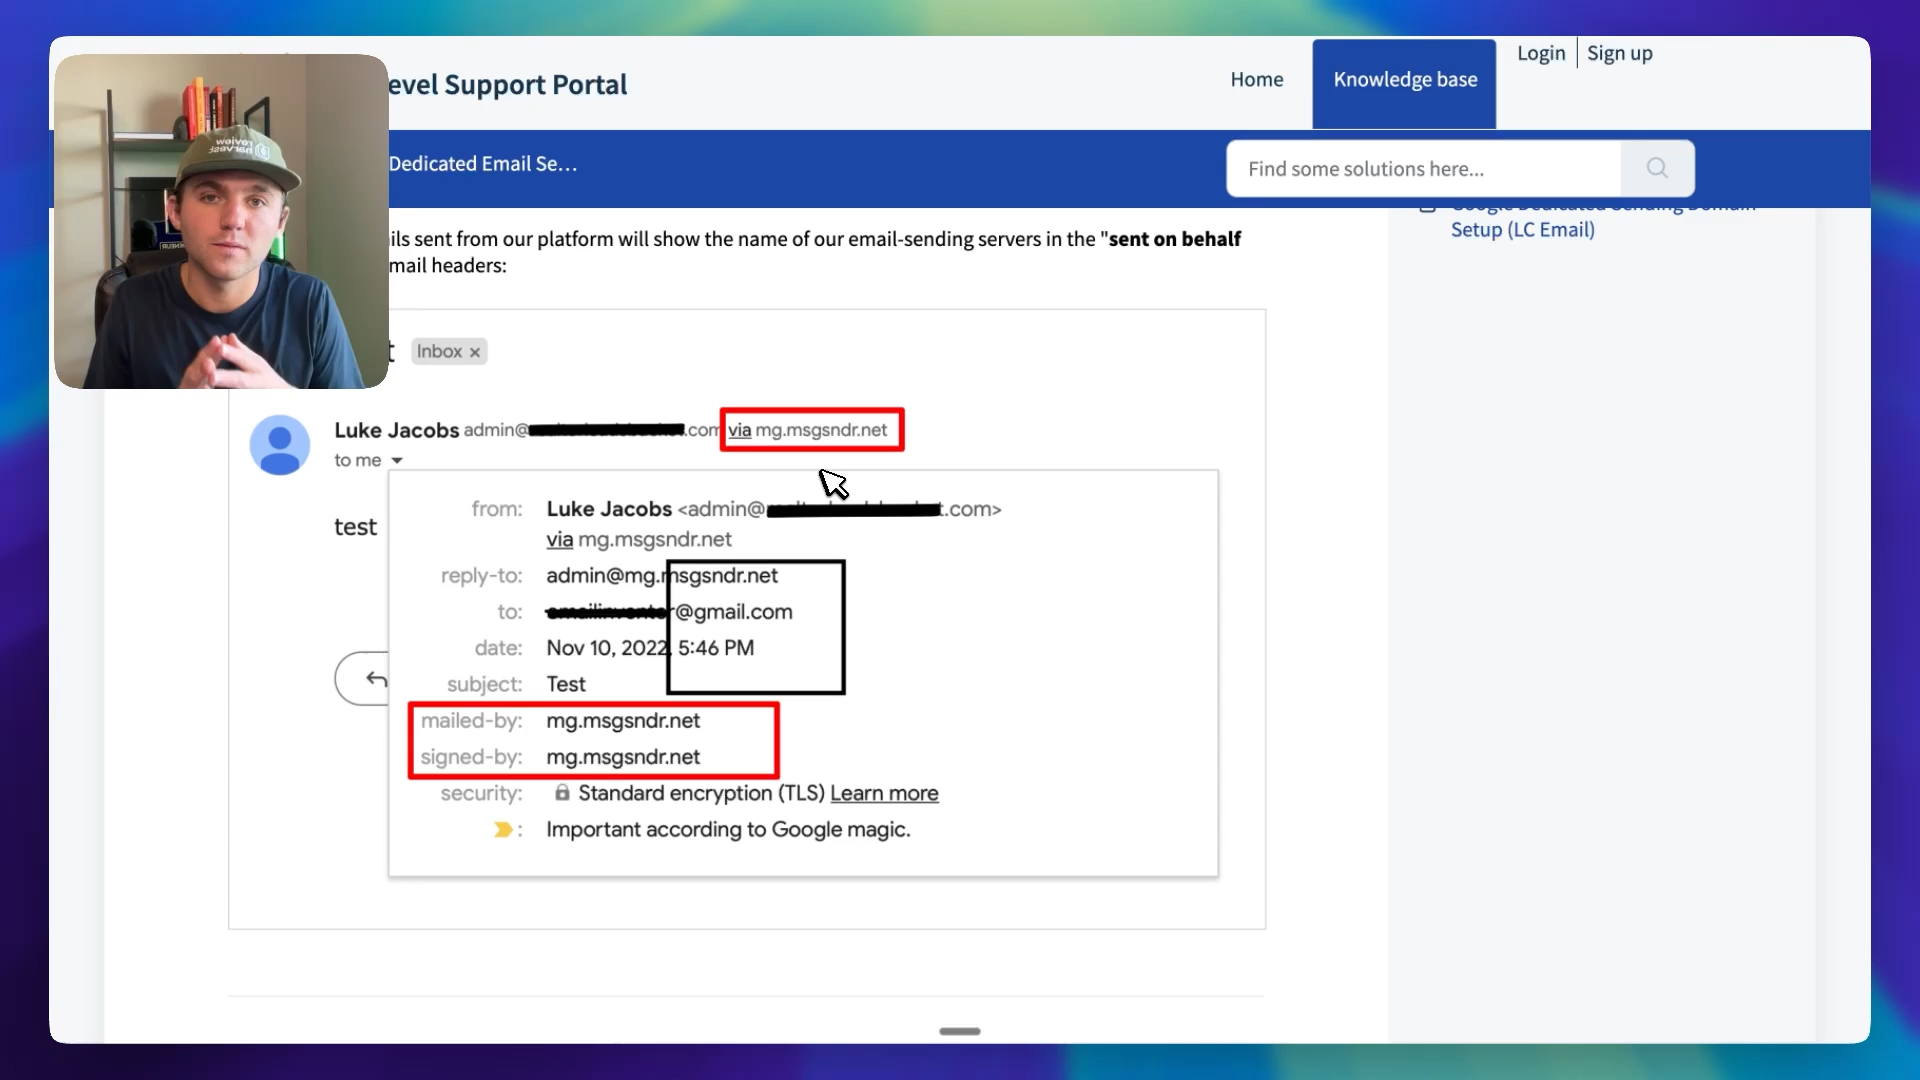 evel Support Portal
Home
Knowledge base
Login
Sign up
Dedicated Email Se...
Find some solutions here...
Setup (LC Email)
ils sent from our platform will show the name of our email-sending servers in the "sent on behalf
mail headers:
t
Inbox ×
Luke Jacobs admin@ .com via mg.msgsndr.net
to me
test
from: Luke Jacobs <admin@ .com>
via mg.msgsndr.net
reply-to: admin@mg.msgsndr.net
to: @gmail.com
date: Nov 10, 2022, 5:46 PM
subject: Test
mailed-by: mg.msgsndr.net
signed-by: mg.msgsndr.net
security: Standard encryption (TLS) Learn more
: Important according to Google magic.
review
harvest